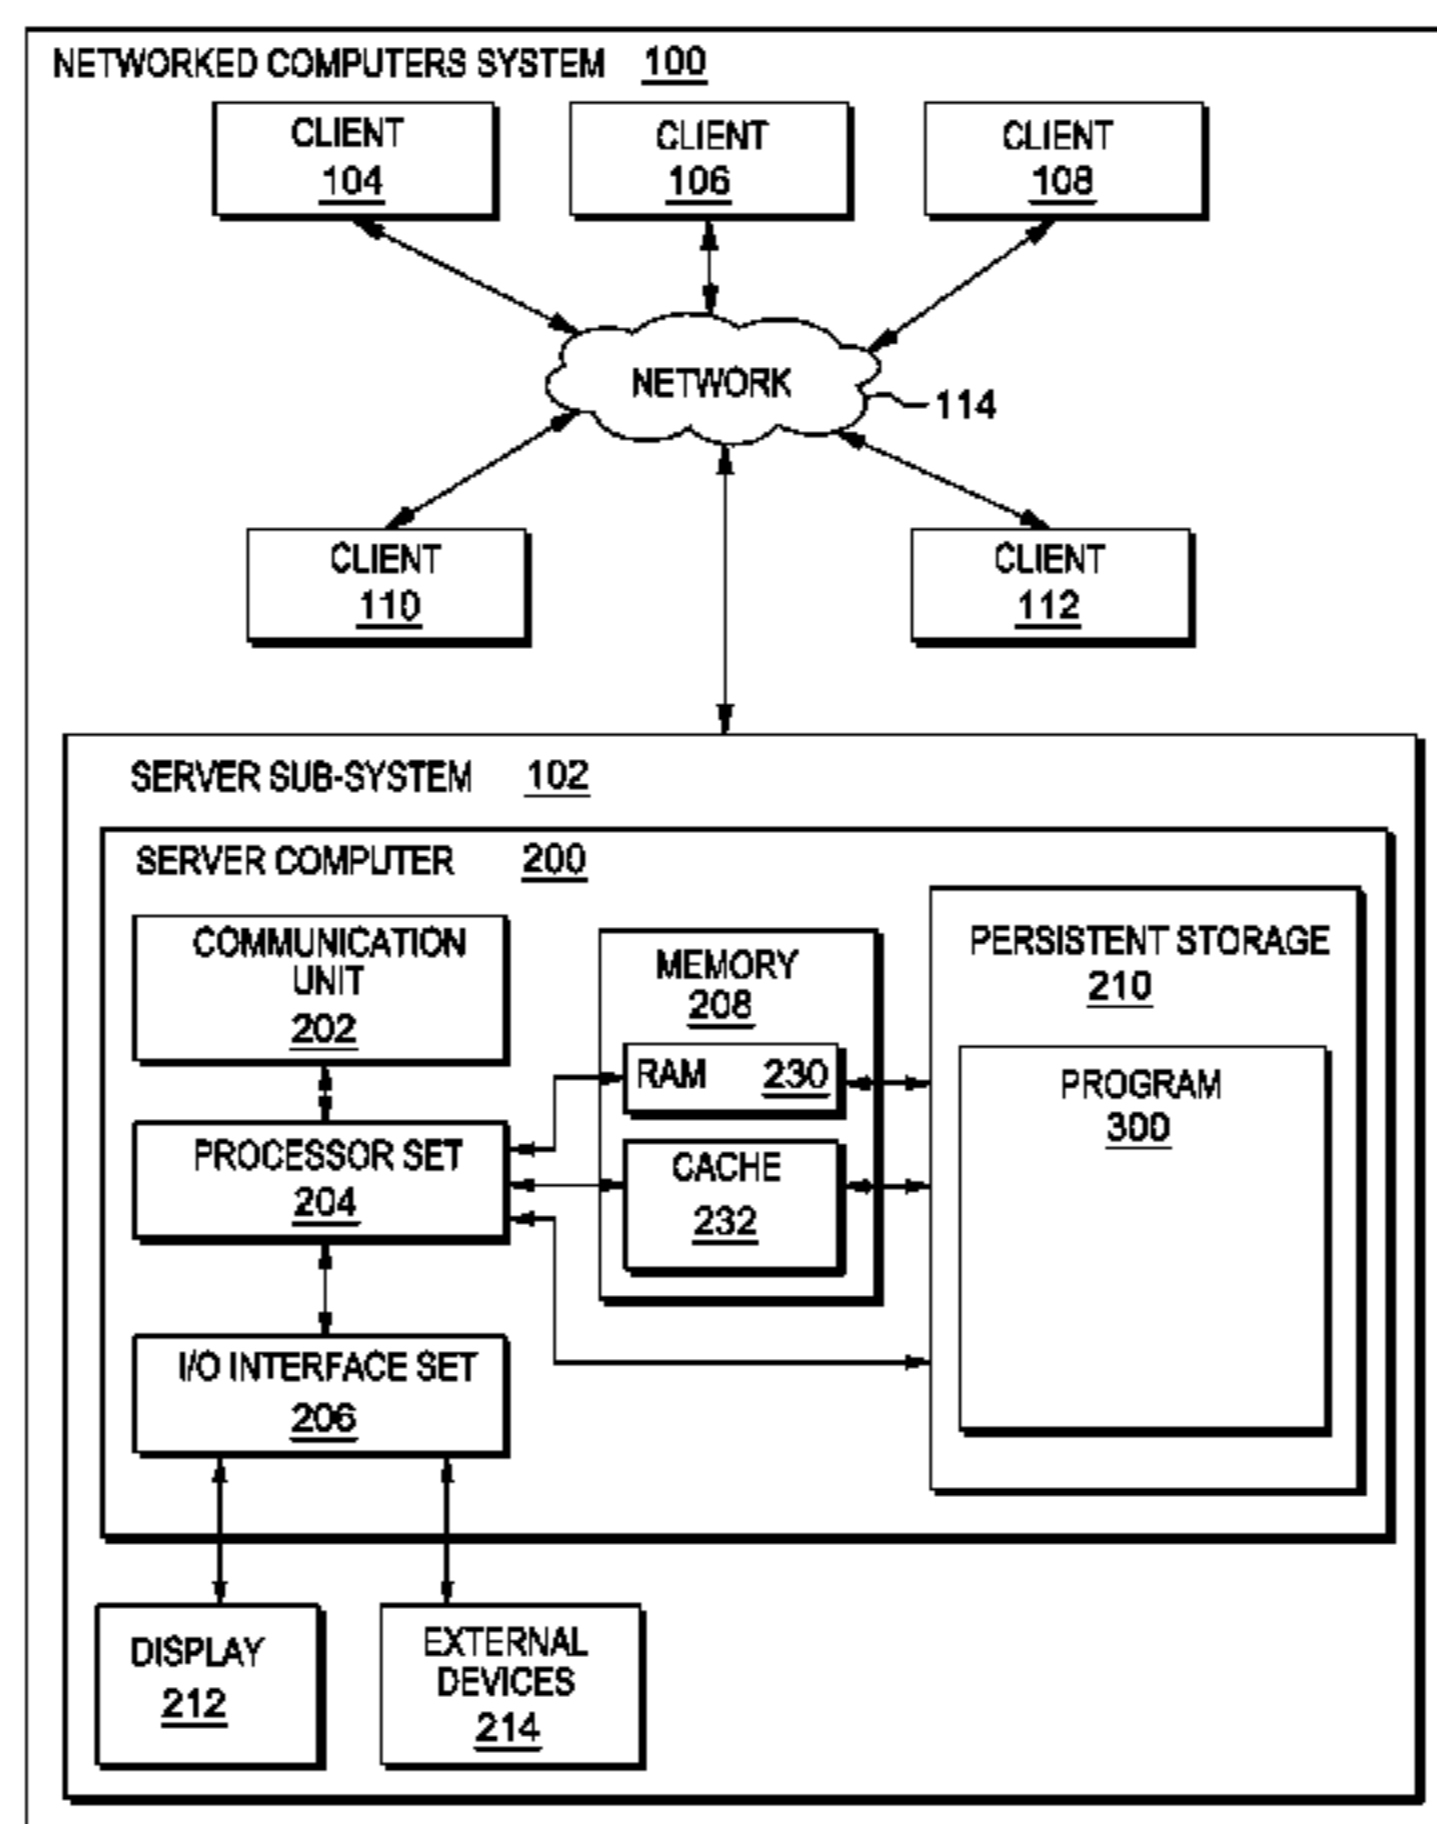 NETWORKED COMPUTERS SYSTEM 100
CLIENT
104
CLIENT
106
CLIENT
108
NETWORK
114
CLIENT
110
CLIENT
112
SERVER SUB-SYSTEM 102
SERVER COMPUTER 200
COMMUNICATION
UNIT
202
MEMORY
208
PERSISTENT STORAGE
210
RAM 230
PROGRAM
300
PROCESSOR SET
204
CACHE
232
I/O INTERFACE SET
206
DISPLAY
212
EXTERNAL
DEVICES
214